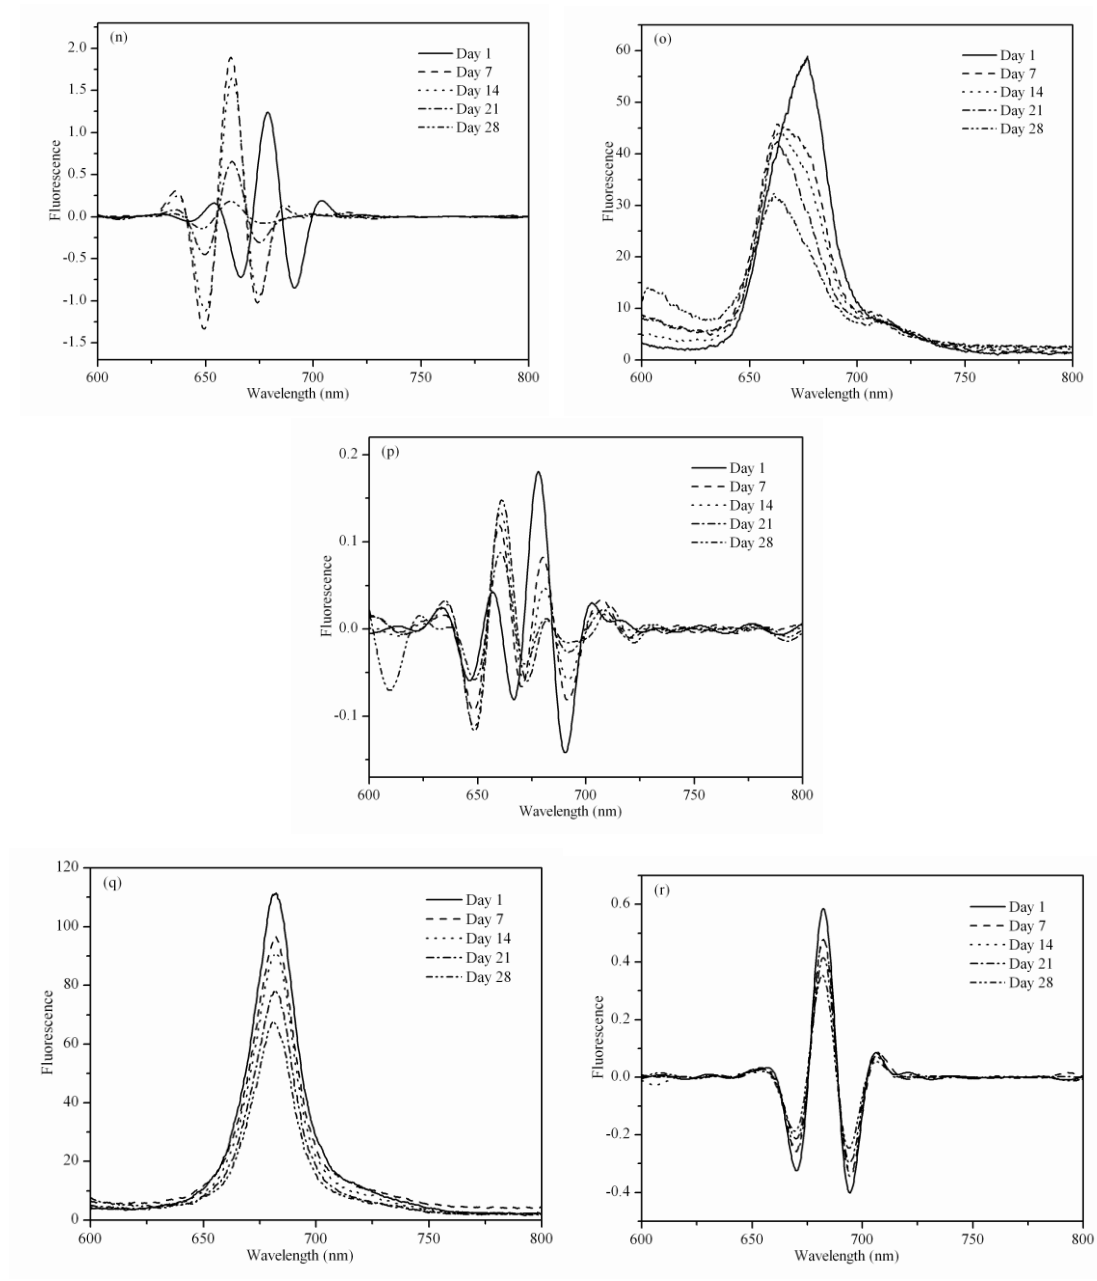 (n)
Day 1
Day 7
Day 14
Day 21
Day 28
2.0
1.5
1.0
0.5
0.0
-0.5
-1.0
-1.5
Fluorescence
600 650 700 750 800
Wavelength (nm)
(o)
Day 1
Day 7
Day 14
Day 21
Day 28
60
50
40
30
20
10
0
Fluorescence
600 650 700 750 800
Wavelength (nm)
(p)
Day 1
Day 7
Day 14
Day 21
Day 28
0.2
0.1
0.0
-0.1
Fluorescence
600 650 700 750 800
Wavelength (nm)
(q)
Day 1
Day 7
Day 14
Day 21
Day 28
120
100
80
60
40
20
0
Fluorescence
600 650 700 750 800
Wavelength (nm)
(r)
Day 1
Day 7
Day 14
Day 21
Day 28
0.6
0.4
0.2
0.0
-0.2
-0.4
Fluorescence
600 650 700 750 800
Wavelength (nm)